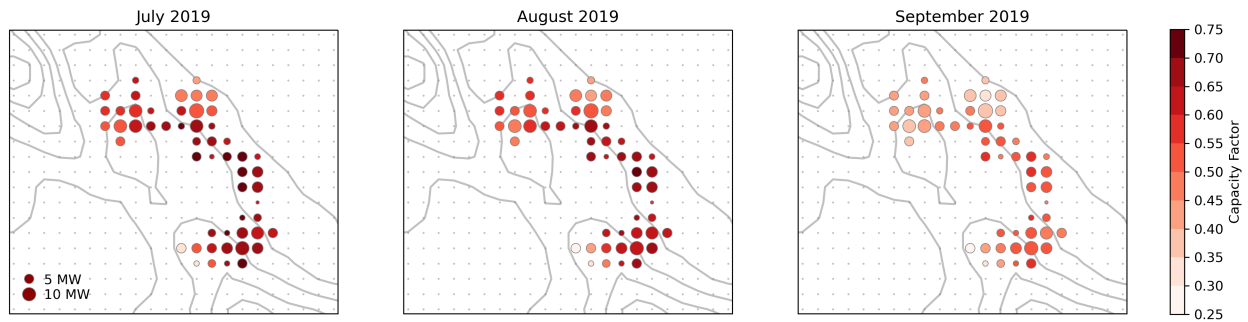 July 2019
August 2019
September 2019
5 MW
10 MW
0.75
0.70
0.65
0.60
0.55
0.50
0.45
0.40
0.35
0.30
0.25
Capacity Factor